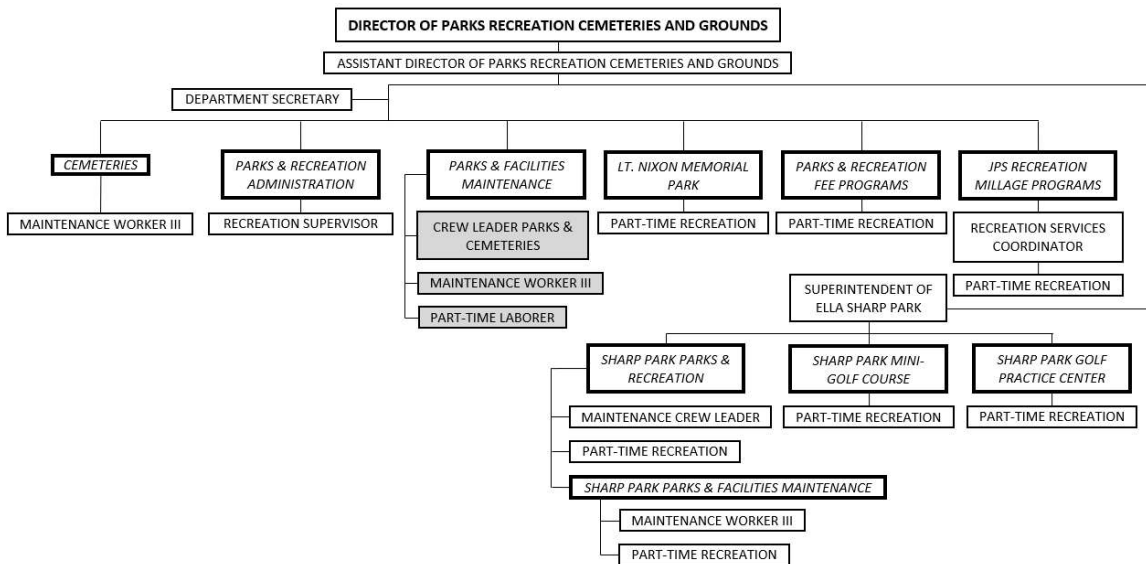 DIRECTOR OF PARKS RECREATION CEMETERIES AND GROUNDS
ASSISTANT DIRECTOR OF PARKS RECREATION CEMETERIES AND GROUNDS
DEPARTMENT SECRETARY
CEMETERIES
MAINTENANCE WORKER III
PARKS & RECREATION
ADMINISTRATION
RECREATION SUPERVISOR
PARKS & FACILITIES
MAINTENANCE
CREW LEADER PARKS &
CEMETERIES
MAINTENANCE WORKER III
PART-TIME LABORER
LT. NIXON MEMORIAL
PARK
PART-TIME RECREATION
PARKS & RECREATION
FEE PROGRAMS
PART-TIME RECREATION
JPS RECREATION
MILLAGE PROGRAMS
RECREATION SERVICES
COORDINATOR
PART-TIME RECREATION
SUPERINTENDENT OF
ELLA SHARP PARK
SHARP PARK PARKS &
RECREATION
MAINTENANCE CREW LEADER
PART-TIME RECREATION
SHARP PARK PARKS & FACILITIES MAINTENANCE
MAINTENANCE WORKER III
PART-TIME RECREATION
SHARP PARK MINI-
GOLF COURSE
PART-TIME RECREATION
SHARP PARK GOLF
PRACTICE CENTER
PART-TIME RECREATION